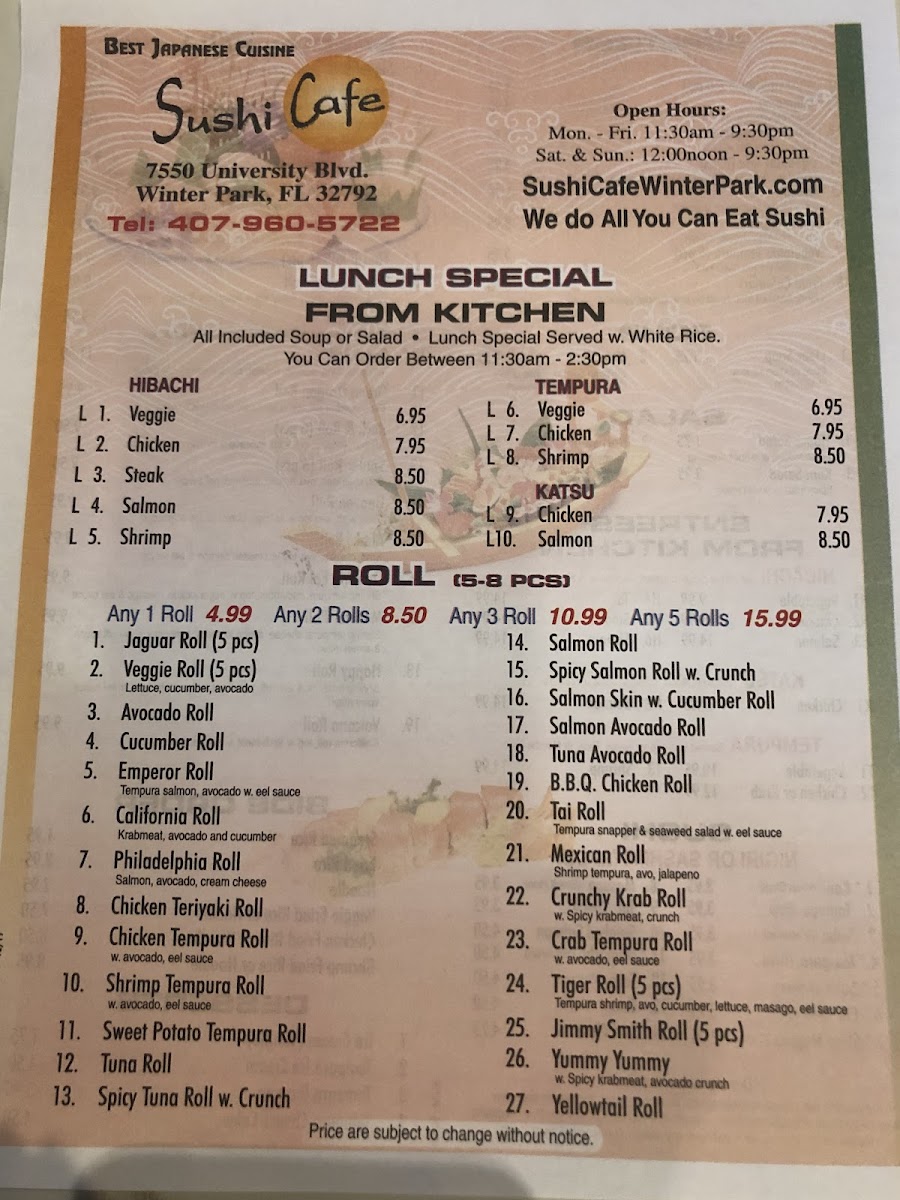 BEST JAPANESE CUISINE
Sushi Cafe
7550 University Blvd.
Winter Park, FL 32792
Tel: 407-960-5722
Open Hours:
Mon. - Fri. 11:30am - 9:30pm
Sat. & Sun.: 12:00noon - 9:30pm
SushiCafeWinterPark.com
We do All You Can Eat Sushi
LUNCH SPECIAL
FROM KITCHEN
All Included Soup or Salad • Lunch Special Served w. White Rice.
You Can Order Between 11:30am - 2:30pm
HIBACHI
L 1. Veggie 6.95
L 2. Chicken 7.95
L 3. Steak 8.50
L 4. Salmon 8.50
L 5. Shrimp 8.50
TEMPURA
L 6. Veggie 6.95
L 7. Chicken 7.95
L 8. Shrimp 8.50
KATSU
L 9. Chicken 7.95
L10. Salmon 8.50
ROLL (5-8 PCS)
Any 1 Roll 4.99 Any 2 Rolls 8.50 Any 3 Roll 10.99 Any 5 Rolls 15.99
1. Jaguar Roll (5 pcs)
2. Veggie Roll (5 pcs)
Lettuce, cucumber, avocado
3. Avocado Roll
4. Cucumber Roll
5. Emperor Roll
Tempura salmon, avocado w. eel sauce
6. California Roll
Krabmeat, avocado and cucumber
7. Philadelphia Roll
Salmon, avocado, cream cheese
8. Chicken Teriyaki Roll
9. Chicken Tempura Roll
w. avocado, eel sauce
10. Shrimp Tempura Roll
w. avocado, eel sauce
11. Sweet Potato Tempura Roll
12. Tuna Roll
13. Spicy Tuna Roll w. Crunch
14. Salmon Roll
15. Spicy Salmon Roll w. Crunch
16. Salmon Skin w. Cucumber Roll
17. Salmon Avocado Roll
18. Tuna Avocado Roll
19. B.B.Q. Chicken Roll
20. Tai Roll
Tempura snapper & seaweed salad w. eel sauce
21. Mexican Roll
Shrimp tempura, avo, jalapeno
22. Crunchy Krab Roll
w. Spicy krabmeat, crunch
23. Crab Tempura Roll
w. avocado, eel sauce
24. Tiger Roll (5 pcs)
Tempura shrimp, avo, cucumber, lettuce, masago, eel sauce
25. Jimmy Smith Roll (5 pcs)
26. Yummy Yummy
w. Spicy krabmeat, avocado crunch
27. Yellowtail Roll
Price are subject to change without notice.